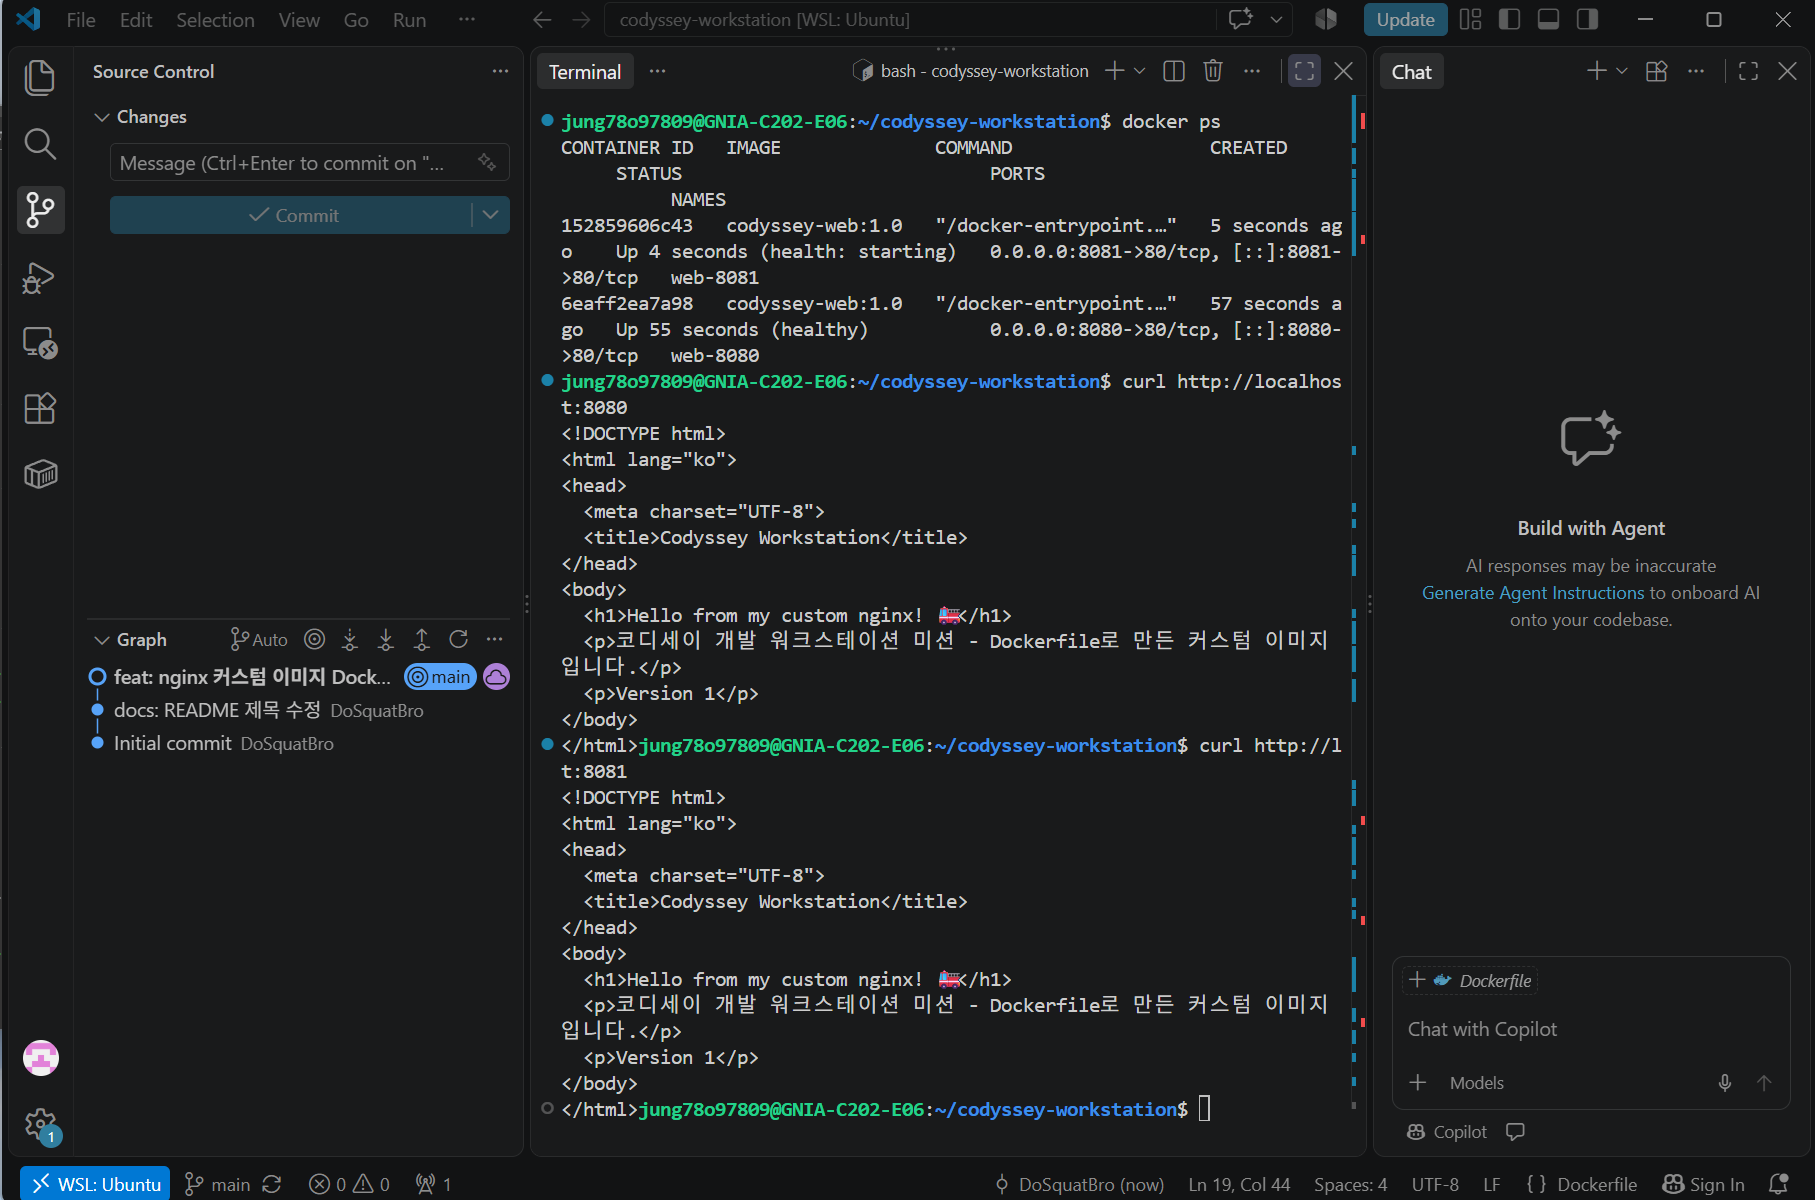 File Edit Selection View Go Run ··· codyssey-workstation [WSL: Ubuntu] Update
Source Control
Changes
Message (Ctrl+Enter to commit on "...
Commit
Graph Auto
feat: nginx 커스텀 이미지 Dock... main
docs: README 제목 수정 DoSquatBro
Initial commit DoSquatBro
1
Terminal ··· bash - codyssey-workstation
jung78o97809@GNIA-C202-E06:~/codyssey-workstation$ docker ps
CONTAINER ID   IMAGE              COMMAND                  CREATED
     STATUS                            PORTS
          NAMES
152859606c43   codyssey-web:1.0   "/docker-entrypoint.…"   5 seconds ag
o    Up 4 seconds (health: starting)   0.0.0.0:8081->80/tcp, [::]:8081-
>80/tcp   web-8081
6eaff2ea7a98   codyssey-web:1.0   "/docker-entrypoint.…"   57 seconds a
go   Up 55 seconds (healthy)           0.0.0.0:8080->80/tcp, [::]:8080-
>80/tcp   web-8080
jung78o97809@GNIA-C202-E06:~/codyssey-workstation$ curl http://localhos
t:8080
<!DOCTYPE html>
<html lang="ko">
<head>
  <meta charset="UTF-8">
  <title>Codyssey Workstation</title>
</head>
<body>
  <h1>Hello from my custom nginx! 🚒</h1>
  <p>코디세이 개발 워크스테이션 미션 - Dockerfile로 만든 커스텀 이미지
입니다.</p>
  <p>Version 1</p>
</body>
</html>jung78o97809@GNIA-C202-E06:~/codyssey-workstation$ curl http://l
t:8081
<!DOCTYPE html>
<html lang="ko">
<head>
  <meta charset="UTF-8">
  <title>Codyssey Workstation</title>
</head>
<body>
  <h1>Hello from my custom nginx! 🚒</h1>
  <p>코디세이 개발 워크스테이션 미션 - Dockerfile로 만든 커스텀 이미지
입니다.</p>
  <p>Version 1</p>
</body>
</html>jung78o97809@GNIA-C202-E06:~/codyssey-workstation$
Chat
Build with Agent
AI responses may be inaccurate
Generate Agent Instructions to onboard AI
onto your codebase.
Dockerfile
Chat with Copilot
Models
Copilot
WSL: Ubuntu main 0 0 1 DoSquatBro (now) Ln 19, Col 44 Spaces: 4 UTF-8 LF {} Dockerfile Sign In